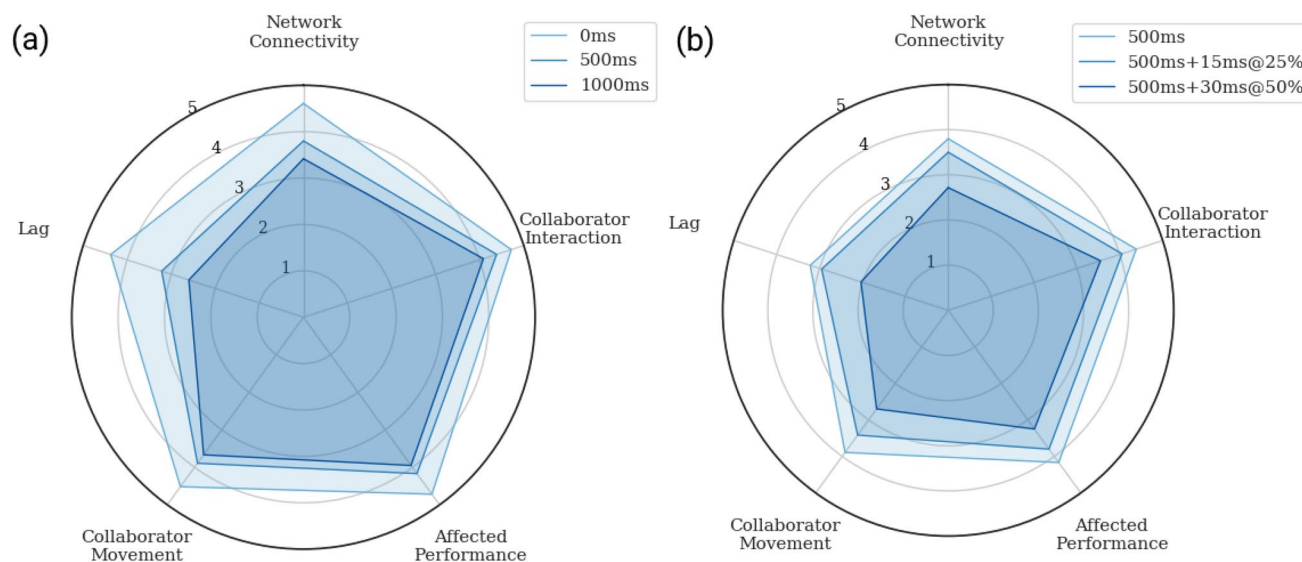 (a)
Network
Connectivity
0ms
500ms
1000ms
5
4
3
2
1
Lag
Collaborator
Interaction
Collaborator
Movement
Affected
Performance
(b)
Network
Connectivity
500ms
500ms+15ms@25%
500ms+30ms@50%
5
4
3
2
1
Lag
Collaborator
Interaction
Collaborator
Movement
Affected
Performance